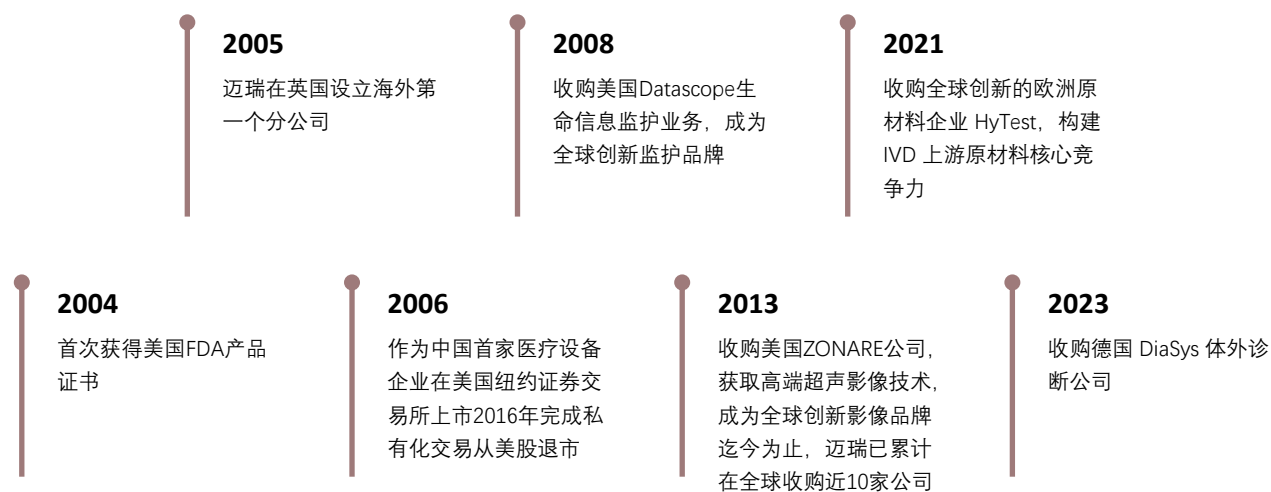 2005
迈瑞在英国设立海外第
一个分公司
2008
收购美国Datascope生
命信息监护业务，成为
全球创新监护品牌
2021
收购全球创新的欧洲原
材料企业 HyTest，构建
IVD 上游原材料核心竞
争力
2004
首次获得美国FDA产品
证书
2006
作为中国首家医疗设备
企业在美国纽约证券交
易所上市2016年完成私
有化交易从美股退市
2013
收购美国ZONARE公司，
获取高端超声影像技术，
成为全球创新影像品牌
迄今为止，迈瑞已累计
在全球收购近10家公司
2023
收购德国 DiaSys 体外诊
断公司